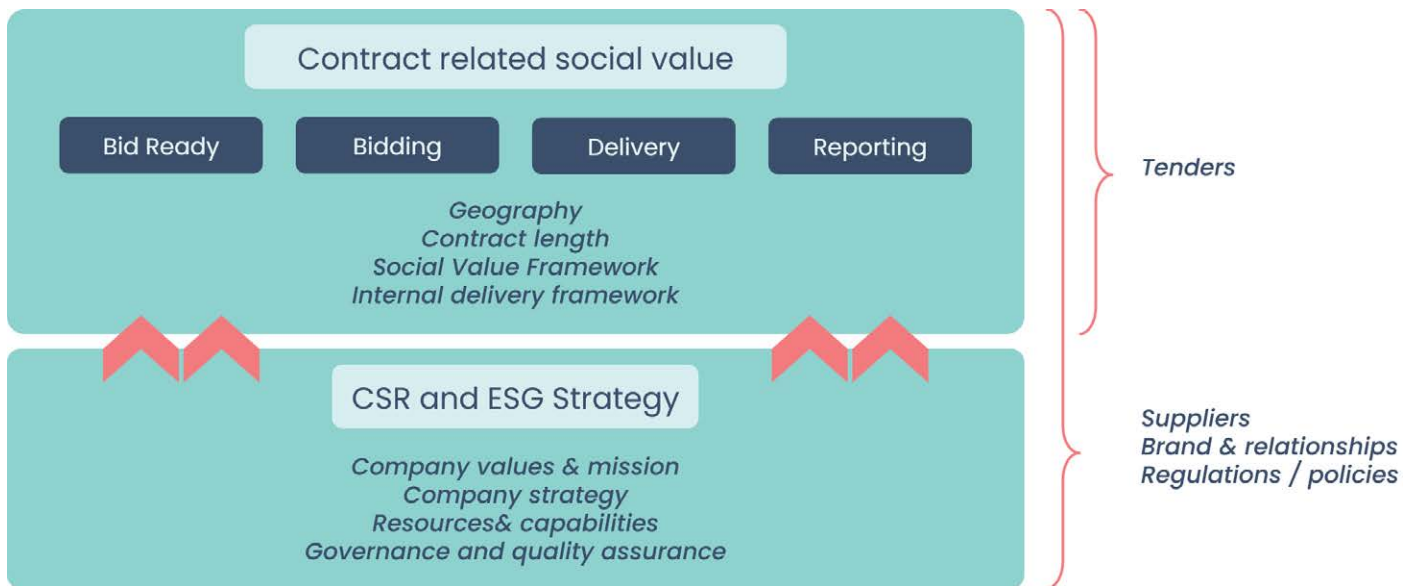 Contract related social value
Bid Ready
Bidding
Delivery
Reporting
Geography
Contract length
Social Value Framework
Internal delivery framework
Tenders
CSR and ESG Strategy
Company values & mission
Company strategy
Resources& capabilities
Governance and quality assurance
Suppliers
Brand & relationships
Regulations / policies